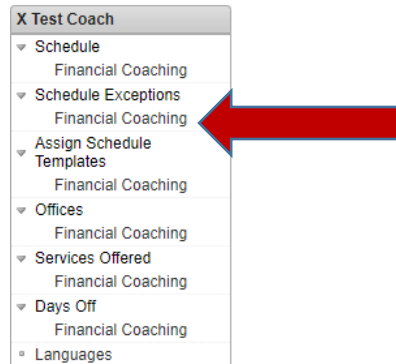 X Test Coach
Schedule
Financial Coaching
Schedule Exceptions
Financial Coaching
Assign Schedule
Templates
Financial Coaching
Offices
Financial Coaching
Services Offered
Financial Coaching
Days Off
Financial Coaching
Languages